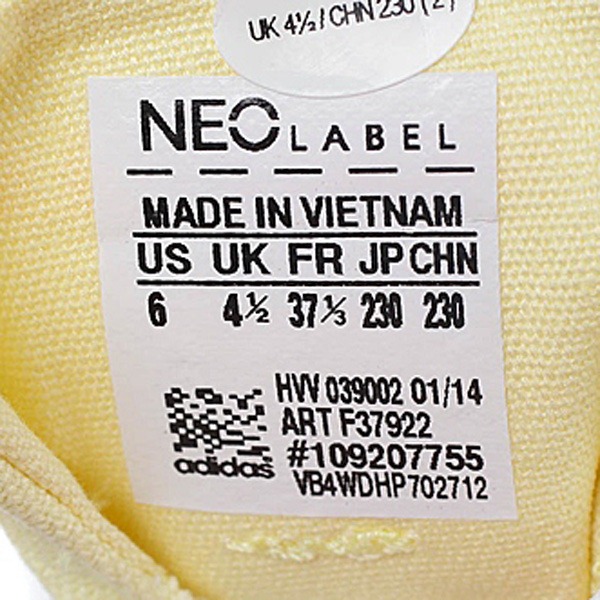 UK 4½ / CHN 230 ( 2 )
NEO LABEL
MADE IN VIETNAM
US UK FR JP CHN
6 4½ 37⅓ 230 230
HVV 039002 01/14
ART F37922
#109207755
adidas
VB4WDHP702712